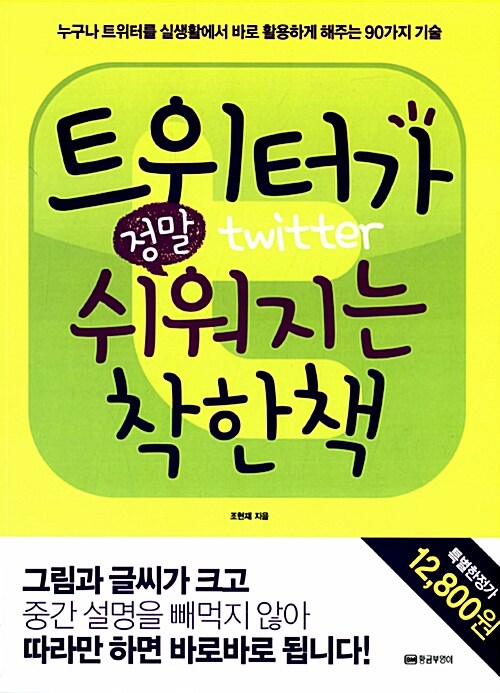 누구나 트위터를 실생활에서 바로 활용하게 해주는 90가지 기술
트위터가
정말 twitter
쉬워지는
착한책
조현재 지음
특별한정가
12,800원
그림과 글씨가 크고
중간 설명을 빼먹지 않아
따라만 하면 바로바로 됩니다!
BM 황금부엉이